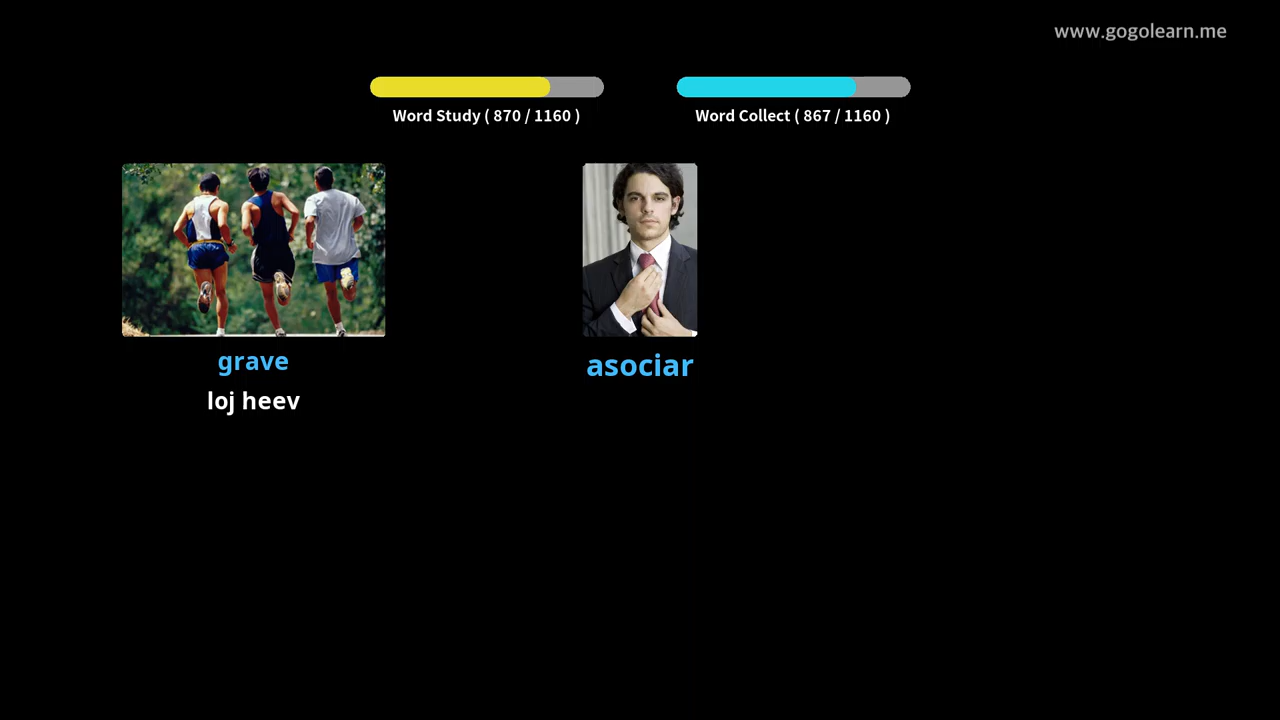 www.gogolearn.me
Word Study ( 870 / 1160 )
Word Collect ( 867 / 1160 )
grave
loj heev
asociar